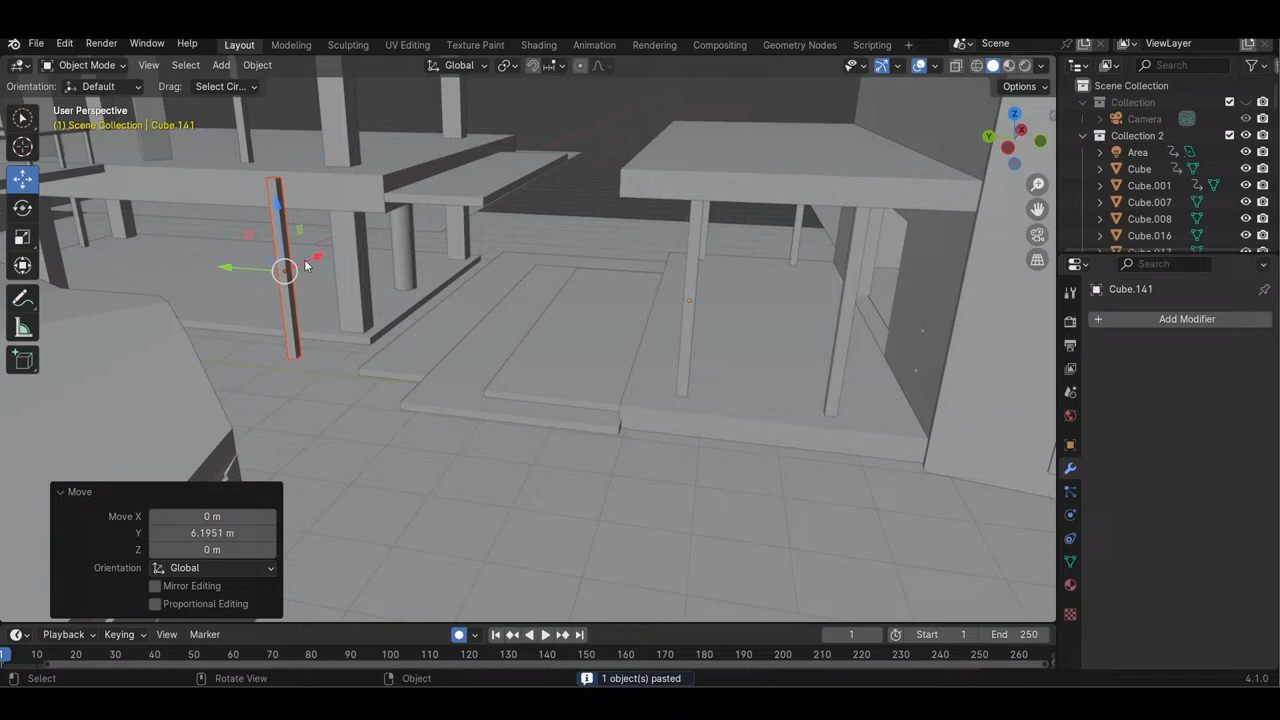 File Edit Render Window Help Layout Modeling Sculpting UV Editing Texture Paint Shading Animation Rendering Compositing Geometry Nodes Scripting + Scene ViewLayer
Object Mode View Select Add Object Global Search
Orientation: Default Drag: Select Cir... Options
Scene Collection
User Perspective
(1) Scene Collection | Cube.141
Collection
Camera
Collection 2
Area
Cube
Cube.001
Cube.007
Cube.008
Cube.016
Z
X
Y
Search
Cube.141
+ Add Modifier
Move
Move X 0 m
Y 6.1951 m
Z 0 m
Orientation Global
Mirror Editing
Proportional Editing
Playback Keying View Marker 1 Start 1 End 250
1 10 20 30 40 50 60 70 80 90 100 110 120 130 140 150 160 170 180 190 200 210 220 230 240 250 260
Select Rotate View Object 1 object(s) pasted 4.1.0